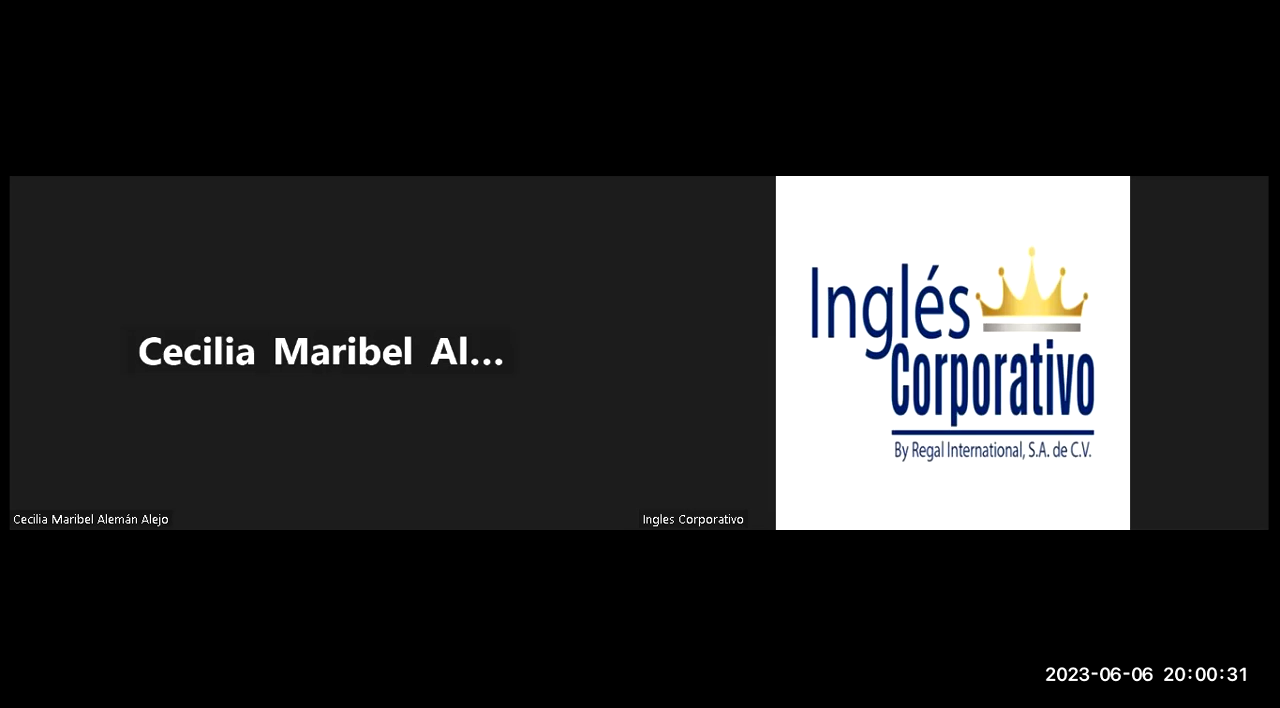 Cecilia Maribel Al...
Cecilia Maribel Alemán Alejo
Inglés
Corporativo
By Regal International, S.A. de C.V.
Ingles Corporativo
2023-06-06 20:00:31